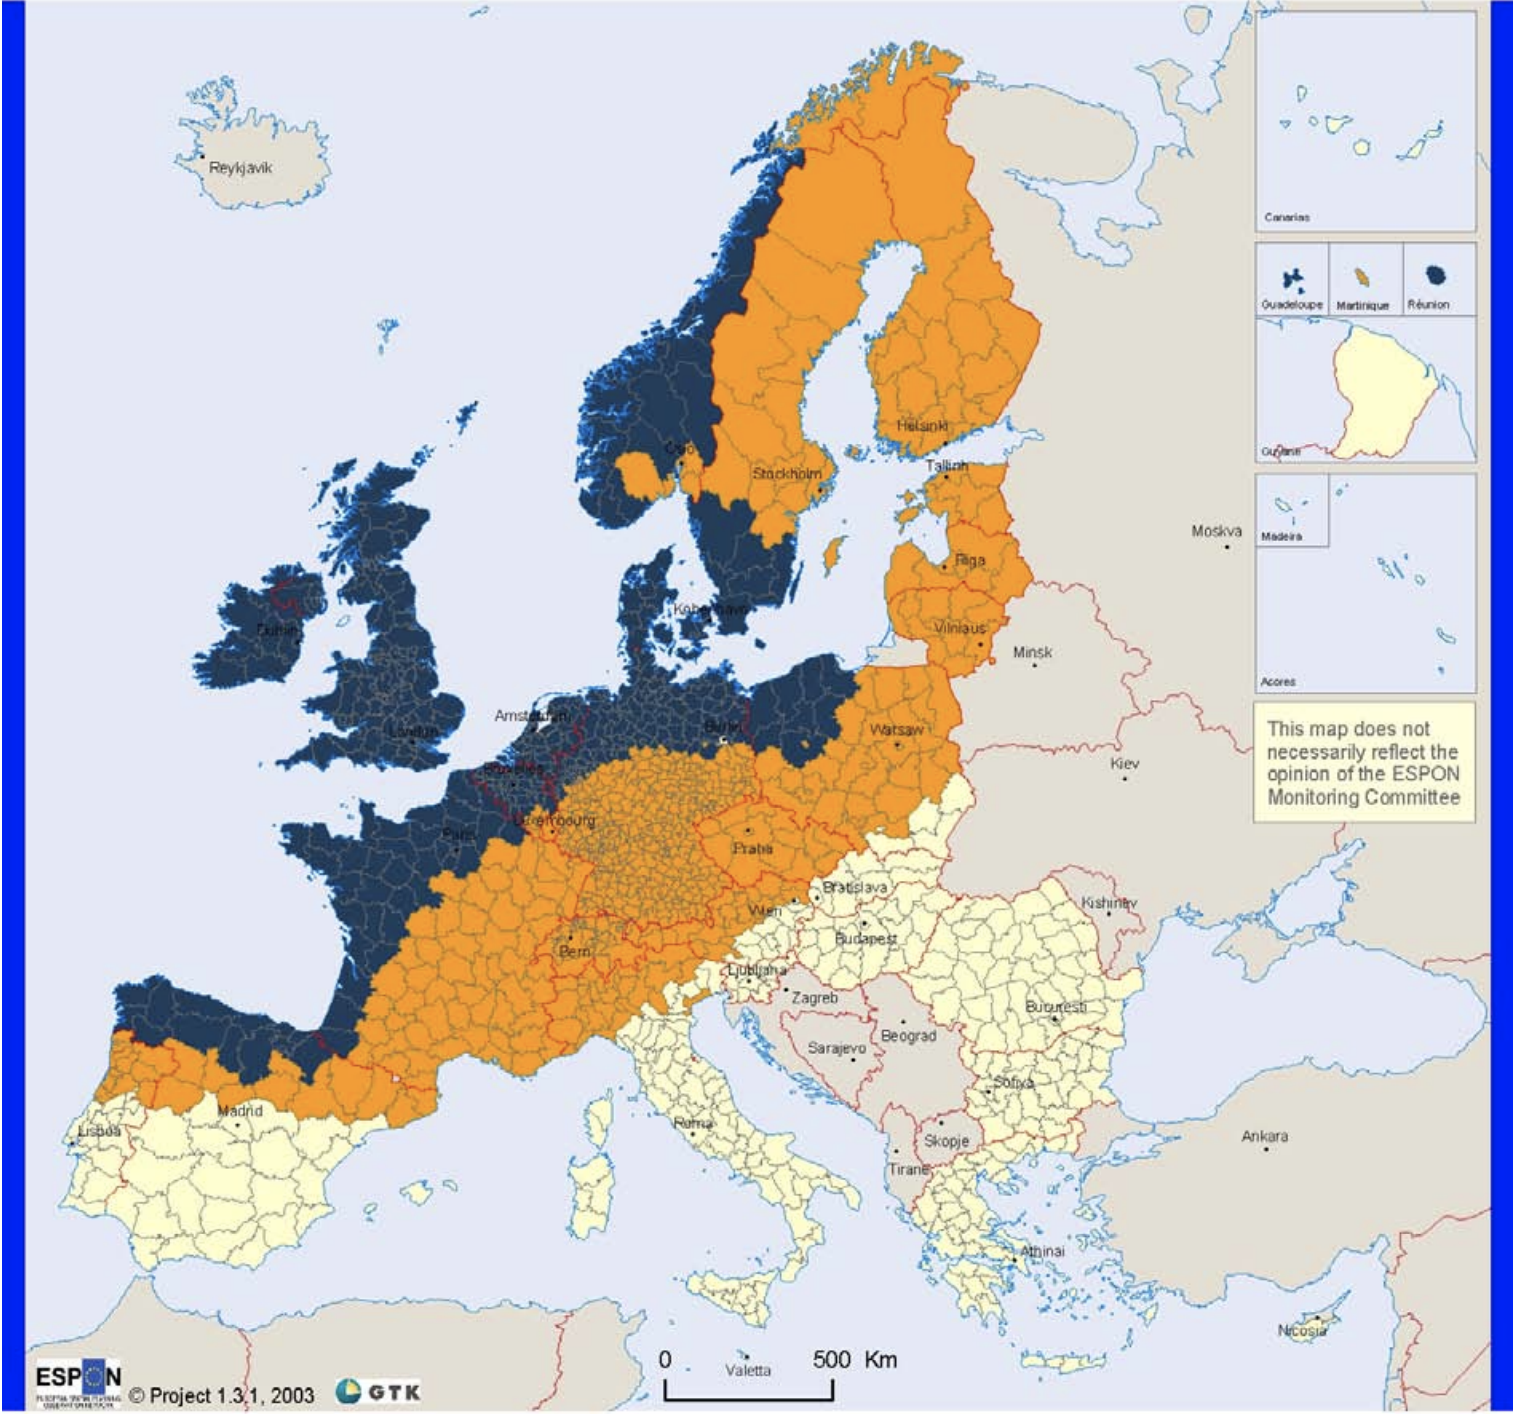 Reykjavik
Canarias
Guadeloupe
Martinique
Réunion
Guyane
Madeira
Acores
This map does not
necessarily reflect the
opinion of the ESPON
Monitoring Committee
Oslo
Helsinki
Stockholm
Tallinn
Moskva
Riga
Dublin
København
Vilniaus
Minsk
Amsterdam
London
Berlin
Warsaw
Bruxelles
Kiev
Luxembourg
Paris
Praha
Bratislava
Kishinev
Wien
Budapest
Bern
Ljubljana
Zagreb
Bucuresti
Beograd
Sarajevo
Sofiya
Madrid
Lisboa
Roma
Skopje
Ankara
Tirane
Athinai
Nicosia
Valetta
0 500 Km
ESPON
© Project 1.3.1, 2003
GTK